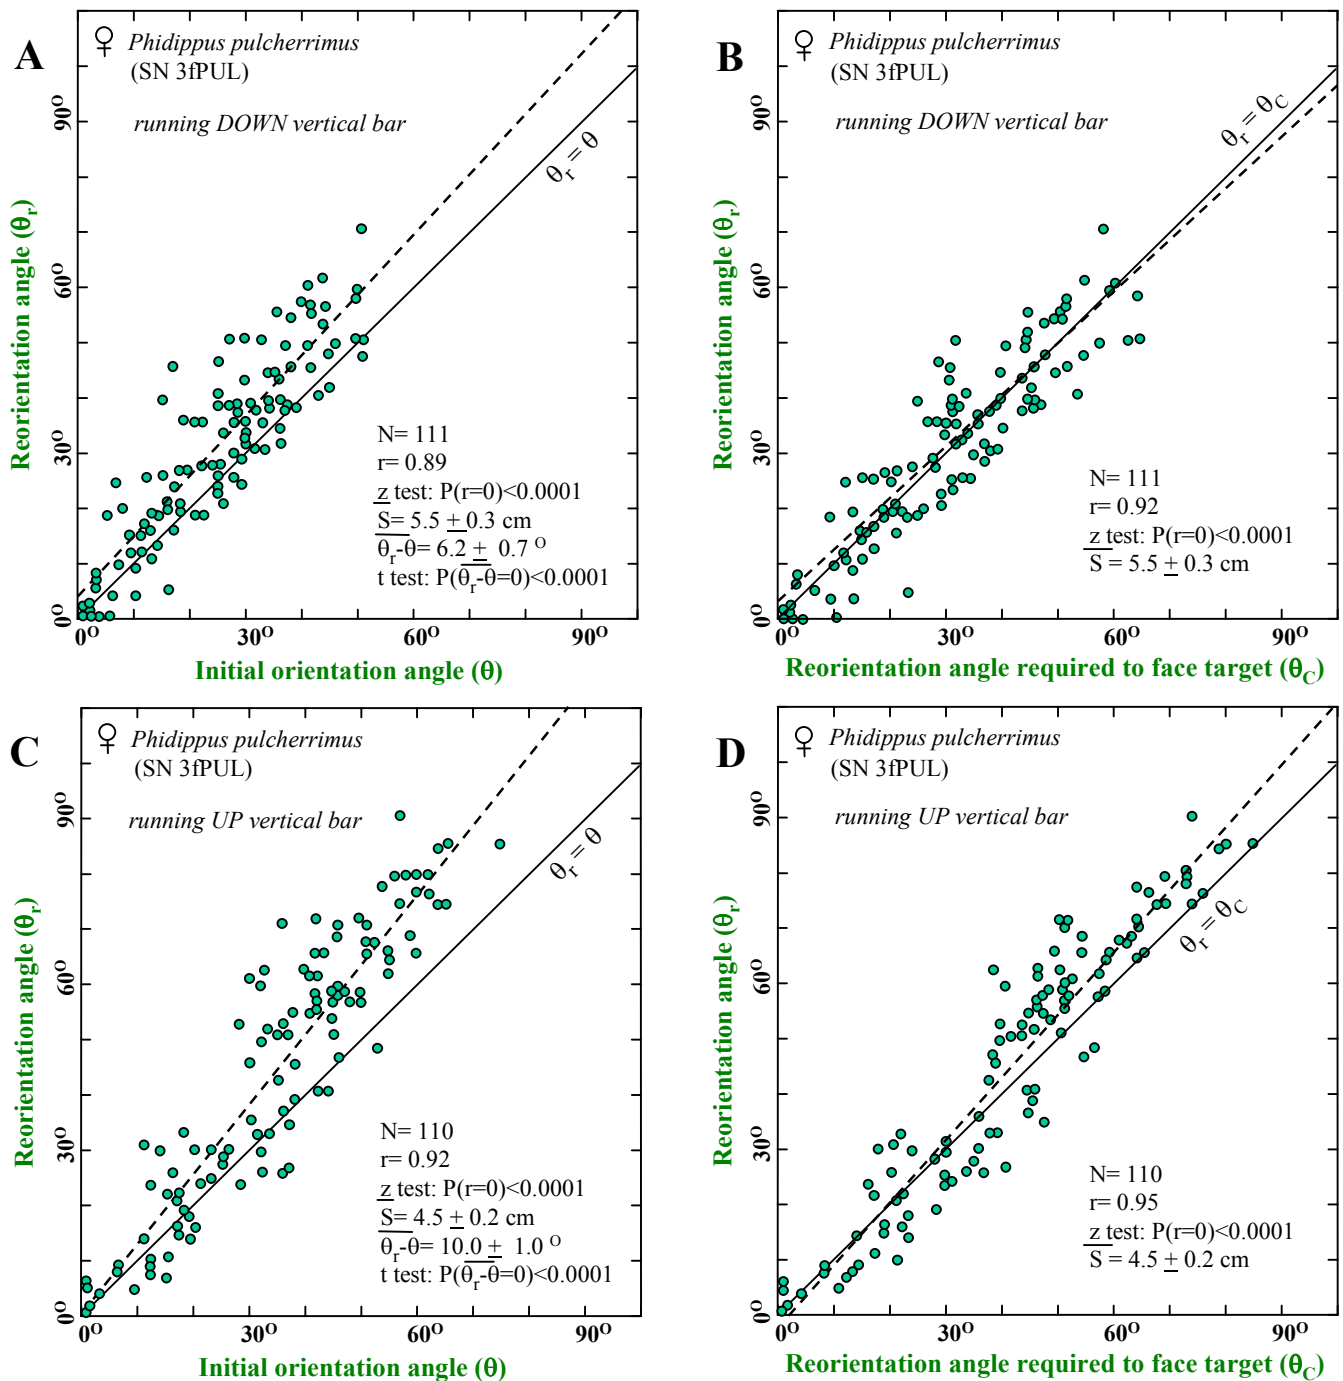 A
♀ Phidippus pulcherrimus
(SN 3fPUL)
running DOWN vertical bar
θr = θ
Reorientation angle (θr)
90º
60º
30º
0º
N= 111
r= 0.89
z test: P(r=0)<0.0001
S= 5.5 ± 0.3 cm
θr-θ= 6.2 ± 0.7 º
t test: P(θr-θ=0)<0.0001
0º 30º 60º 90º
Initial orientation angle (θ)
B
♀ Phidippus pulcherrimus
(SN 3fPUL)
running DOWN vertical bar
θr = θC
Reorientation angle (θr)
90º
60º
30º
0º
N= 111
r= 0.92
z test: P(r=0)<0.0001
S = 5.5 ± 0.3 cm
0º 30º 60º 90º
Reorientation angle required to face target (θC)
C
♀ Phidippus pulcherrimus
(SN 3fPUL)
running UP vertical bar
θr = θ
Reorientation angle (θr)
90º
60º
30º
0º
N= 110
r= 0.92
z test: P(r=0)<0.0001
S= 4.5 ± 0.2 cm
θr-θ= 10.0 ± 1.0 º
t test: P(θr-θ=0)<0.0001
0º 30º 60º 90º
Initial orientation angle (θ)
D
♀ Phidippus pulcherrimus
(SN 3fPUL)
running UP vertical bar
θr = θC
Reorientation angle (θr)
90º
60º
30º
0º
N= 110
r= 0.95
z test: P(r=0)<0.0001
S = 4.5 ± 0.2 cm
0º 30º 60º 90º
Reorientation angle required to face target (θC)